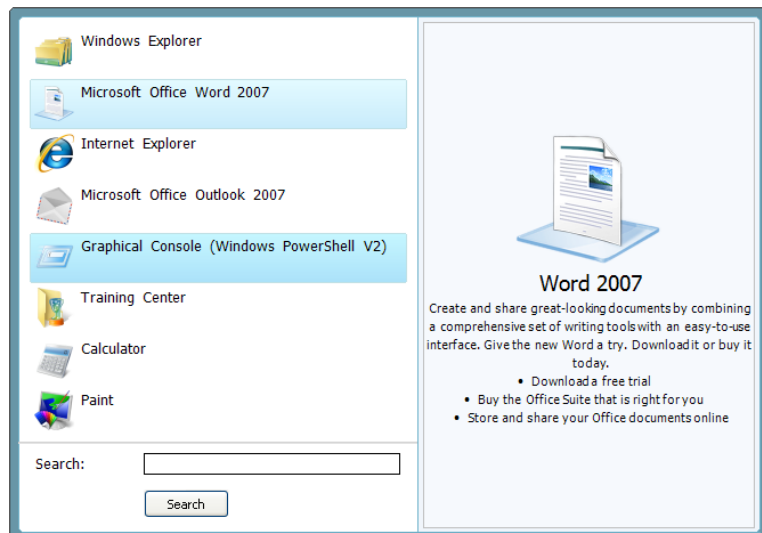 Windows Explorer
Microsoft Office Word 2007
Internet Explorer
Microsoft Office Outlook 2007
Graphical Console (Windows PowerShell V2)
Training Center
Calculator
Paint
Search:
Search
Word 2007
Create and share great-looking documents by combining
a comprehensive set of writing tools with an easy-to-use
interface. Give the new Word a try. Download it or buy it
today.
• Download a free trial
• Buy the Office Suite that is right for you
• Store and share your Office documents online